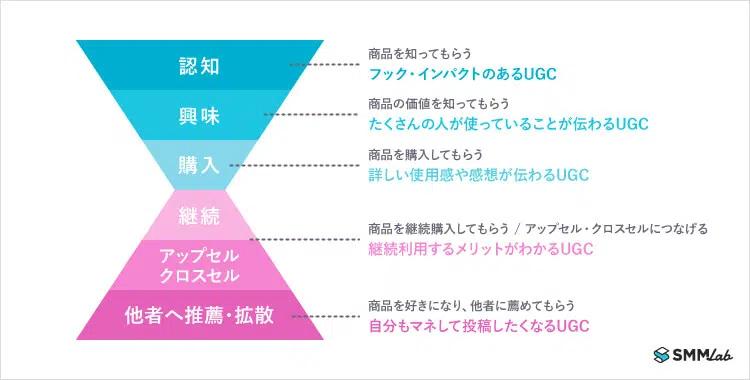 認知
商品を知ってもらう
フック・インパクトのあるUGC
興味
商品の価値を知ってもらう
たくさんの人が使っていることが伝わるUGC
購入
商品を購入してもらう
詳しい使用感や感想が伝わるUGC
継続
アップセル
クロスセル
商品を継続購入してもらう / アップセル・クロスセルにつなげる
継続利用するメリットがわかるUGC
他者へ推薦・拡散
商品を好きになり、他者に薦めてもらう
自分もマネして投稿したくなるUGC
SMMLab